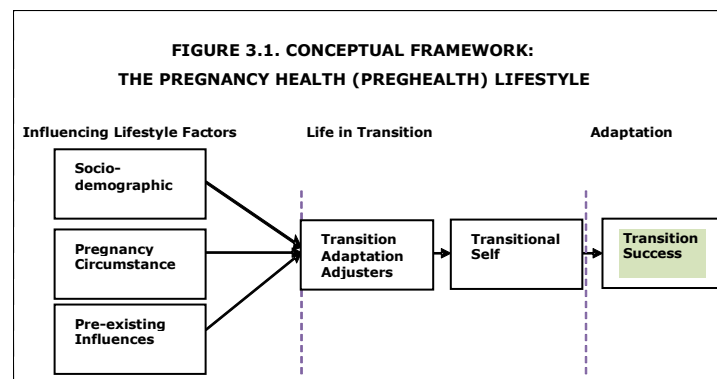 FIGURE 3.1. CONCEPTUAL FRAMEWORK:
THE PREGNANCY HEALTH (PREGHEALTH) LIFESTYLE
Influencing Lifestyle Factors
Life in Transition
Adaptation
Socio-
demographic
Pregnancy
Circumstance
Pre-existing
Influences
Transition
Adaptation
Adjusters
Transitional
Self
Transition
Success